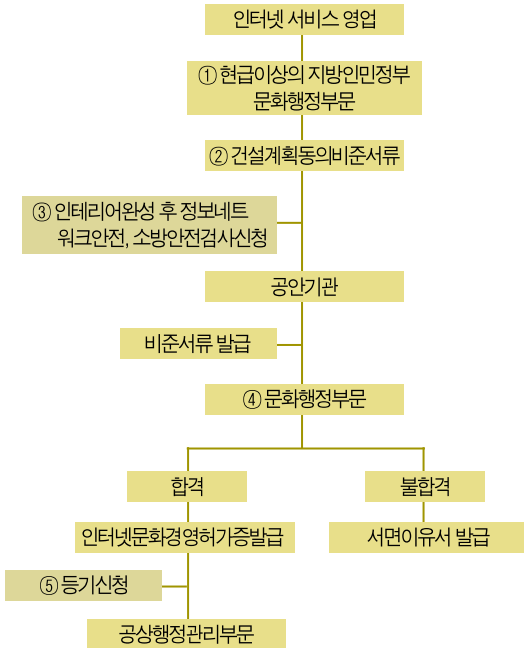 인터넷 서비스 영업
① 현급이상의 지방인민정부
문화행정부문
② 건설계획동의비준서류
③ 인테리어완성 후 정보네트
워크안전, 소방안전검사신청
공안기관
비준서류 발급
④ 문화행정부문
합격
불합격
인터넷문화경영허가증발급
서면이유서 발급
⑤ 등기신청
공상행정관리부문